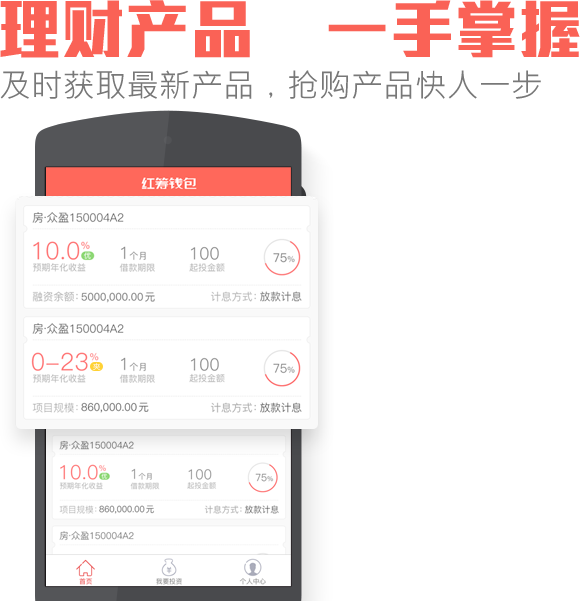 理财产品 一手掌握
及时获取最新产品，抢购产品快人一步
红筹钱包
房·众盈150004A2
10.0% 优 1个月 100 75%
预期年化收益 借款期限 起投金额
融资余额：5000,000.00元 计息方式：放款计息
房·众盈150004A2
0-23% 1个月 100 75%
预期年化收益 借款期限 起投金额
项目规模：860,000.00元 计息方式：放款计息
房·众盈150004A2
10.0% 优 1个月 100 75%
预期年化收益 借款期限 起投金额
项目规模：860,000.00元 计息方式：放款计息
房·众盈150004A2
首页 我要投资 个人中心